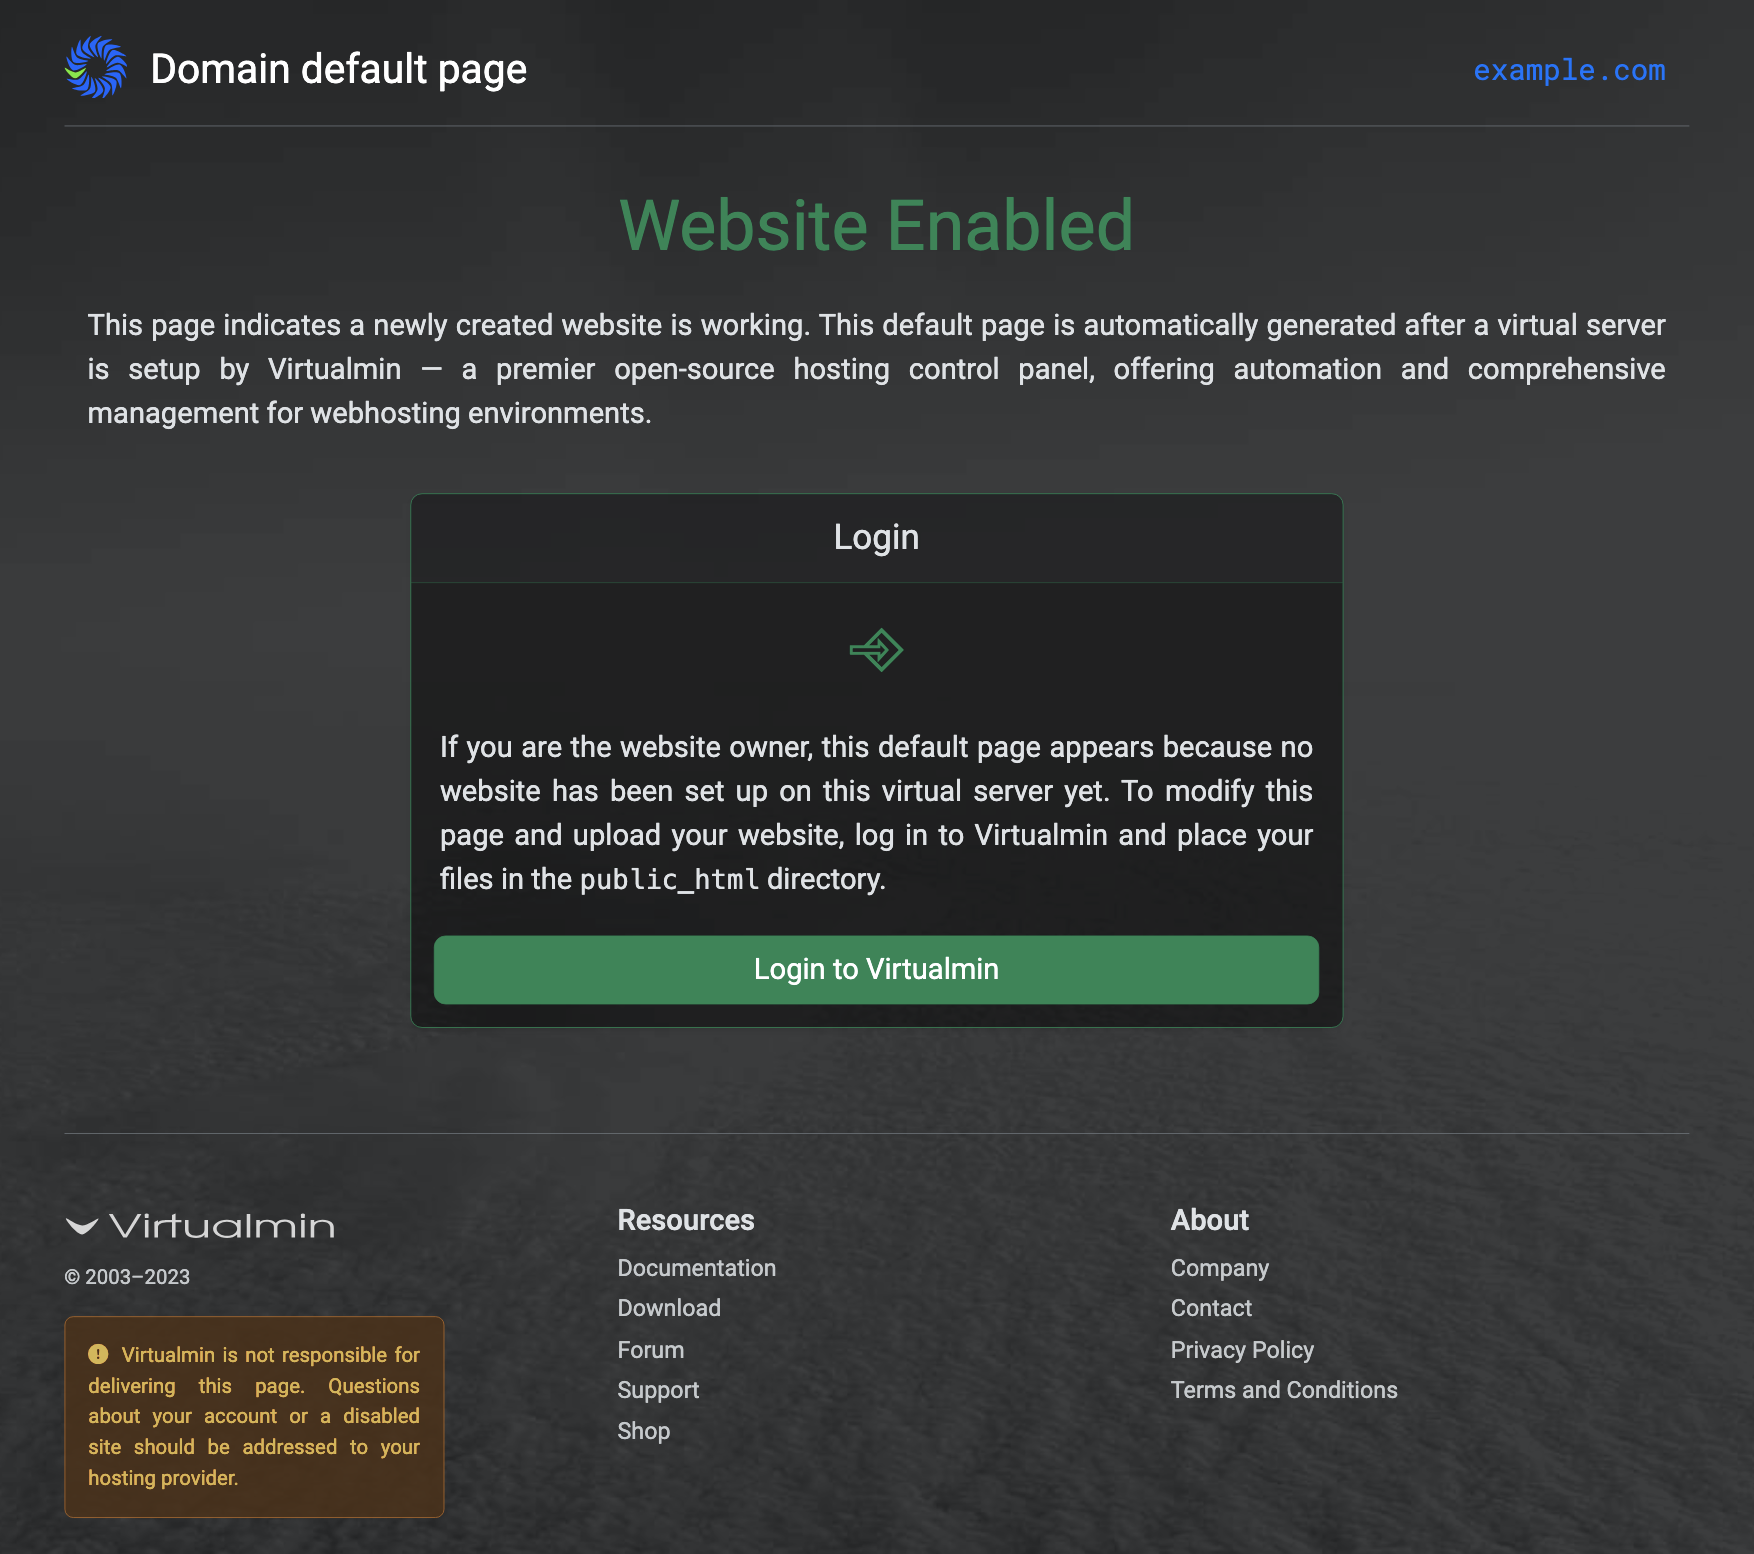 Domain default page
example.com
Website Enabled
This page indicates a newly created website is working. This default page is automatically generated after a virtual server
is setup by Virtualmin — a premier open-source hosting control panel, offering automation and comprehensive
management for webhosting environments.
Login
If you are the website owner, this default page appears because no
website has been set up on this virtual server yet. To modify this
page and upload your website, log in to Virtualmin and place your
files in the public_html directory.
Login to Virtualmin
Virtualmin
© 2003–2023
Virtualmin is not responsible for
delivering this page. Questions
about your account or a disabled
site should be addressed to your
hosting provider.
Resources
Documentation
Download
Forum
Support
Shop
About
Company
Contact
Privacy Policy
Terms and Conditions